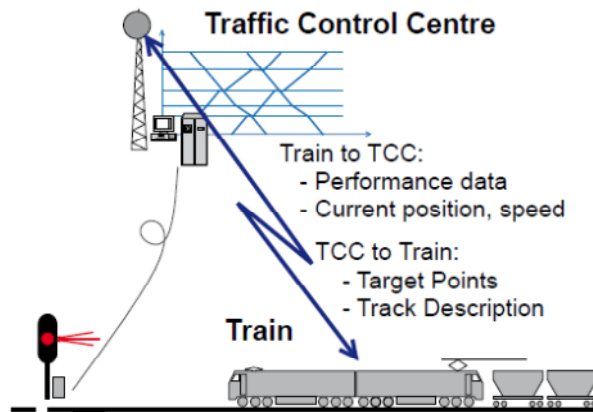 Traffic Control Centre
Train to TCC:
- Performance data
- Current position, speed
TCC to Train:
- Target Points
- Track Description
Train